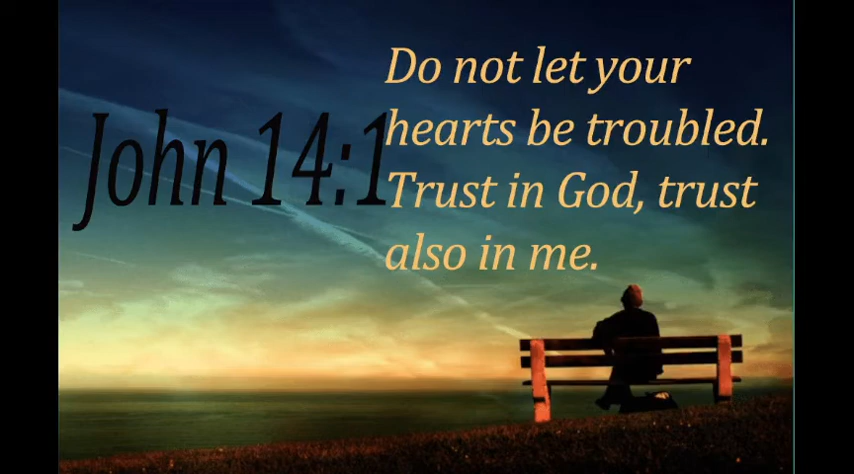 John 14:1
Do not let your
hearts be troubled.
Trust in God, trust
also in me.